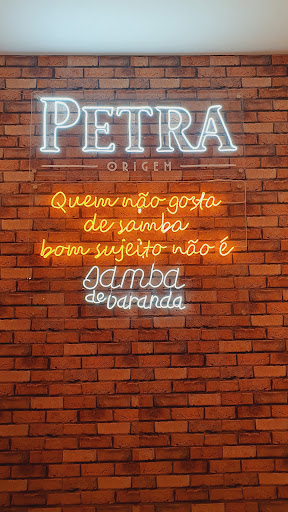 PETRA
ORIGEM
Quem não gosta
de samba
bom sujeito não é
Samba
de baranda